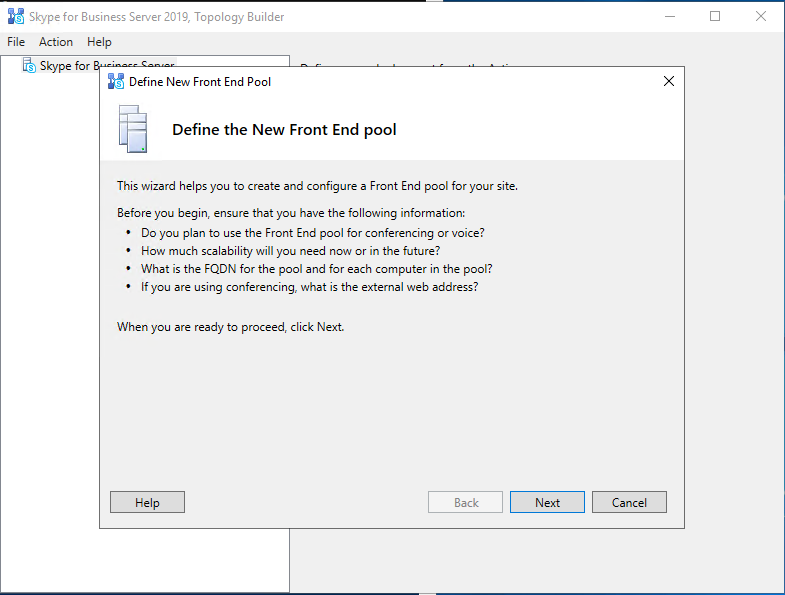 Skype for Business Server 2019, Topology Builder
File Action Help
Skype for Business Server
Define New Front End Pool
Define the New Front End pool
This wizard helps you to create and configure a Front End pool for your site.
Before you begin, ensure that you have the following information:
• Do you plan to use the Front End pool for conferencing or voice?
• How much scalability will you need now or in the future?
• What is the FQDN for the pool and for each computer in the pool?
• If you are using conferencing, what is the external web address?
When you are ready to proceed, click Next.
Help Back Next Cancel